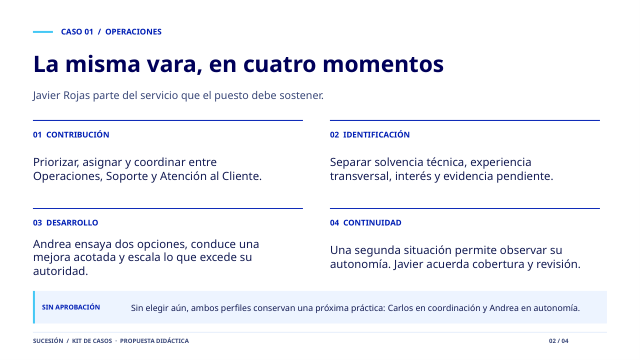 CASO 01 / OPERACIONES
La misma vara, en cuatro momentos
Javier Rojas parte del servicio que el puesto debe sostener.
01 CONTRIBUCIÓN
Priorizar, asignar y coordinar entre
Operaciones, Soporte y Atención al Cliente.
02 IDENTIFICACIÓN
Separar solvencia técnica, experiencia
transversal, interés y evidencia pendiente.
03 DESARROLLO
Andrea ensaya dos opciones, conduce una
mejora acotada y escala lo que excede su
autoridad.
04 CONTINUIDAD
Una segunda situación permite observar su
autonomía. Javier acuerda cobertura y revisión.
SIN APROBACIÓN
Sin elegir aún, ambos perfiles conservan una próxima práctica: Carlos en coordinación y Andrea en autonomía.
SUCESIÓN / KIT DE CASOS · PROPUESTA DIDÁCTICA
02 / 04